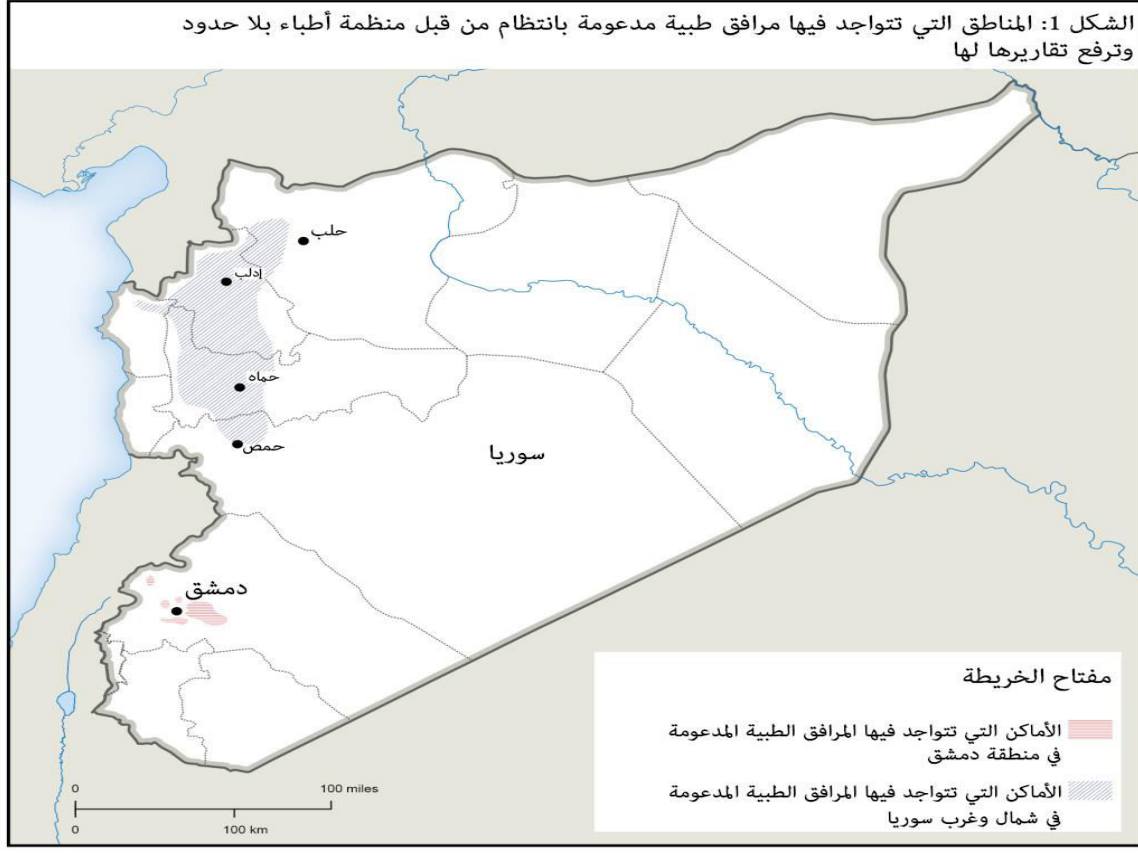 الشكل 1: المناطق التي تتواجد فيها مرافق طبية مدعومة بانتظام من قبل منظمة أطباء بلا حدود
وترفع تقاريرها لها
حلب
إدلب
حماه
حمص
سوريا
دمشق
مفتاح الخريطة
الأماكن التي تتواجد فيها المرافق الطبية المدعومة
في منطقة دمشق
الأماكن التي تتواجد فيها المرافق الطبية المدعومة
في شمال وغرب سوريا
0 100 miles
0 100 km